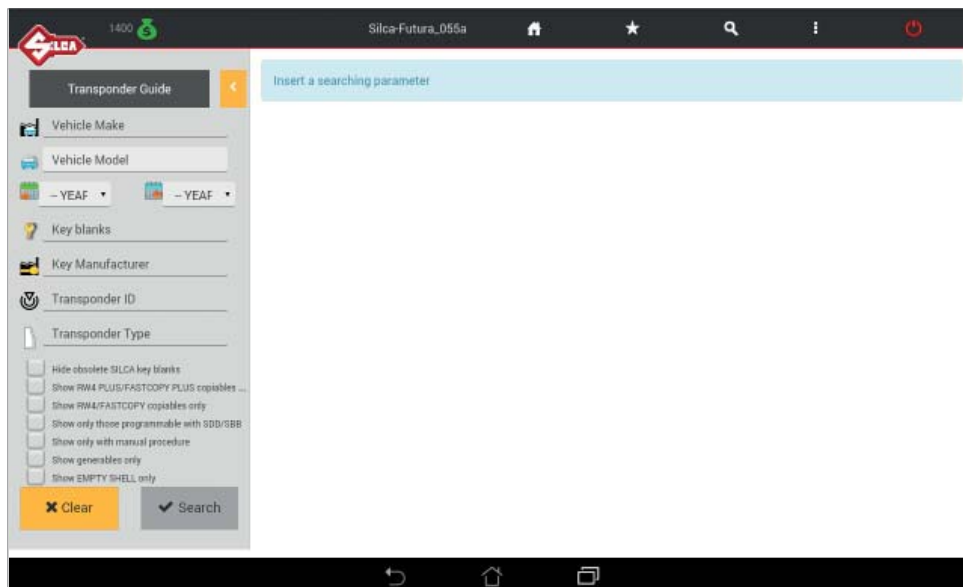 SILCA
1400
Silca-Futura_055a
Transponder Guide
Insert a searching parameter
Vehicle Make
Vehicle Model
-- YEAF -- YEAF
Key blanks
Key Manufacturer
Transponder ID
Transponder Type
Hide obsolete SILCA key blanks
Show RW4 PLUS/FASTCOPY PLUS copiables ...
Show RW4/FASTCOPY copiables only
Show only those programmable with SDD/SBB
Show only with manual procedure
Show generables only
Show EMPTY SHELL only
Clear
Search